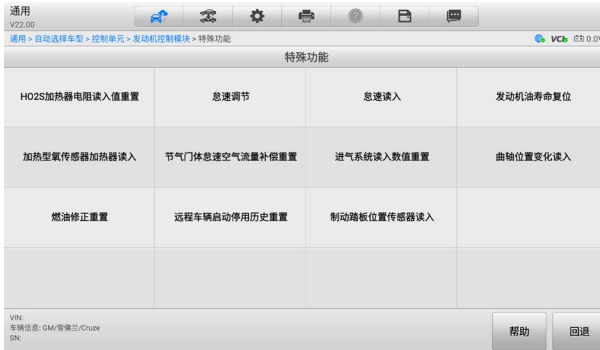 通用
V22.00
通用 > 自动选择车型 > 控制单元 > 发动机控制模块 > 特殊功能
VCI 0.0V
特殊功能
HO2S加热器电阻读入值重置 怠速调节 怠速读入 发动机油寿命复位
加热型氧传感器加热器读入 节气门体怠速空气流量补偿重置 进气系统读入数值重置 曲轴位置变化读入
燃油修正重置 远程车辆启动停用历史重置 制动踏板位置传感器读入
VIN:
车辆信息: GM/雪佛兰/Cruze
SN:
帮助 回退